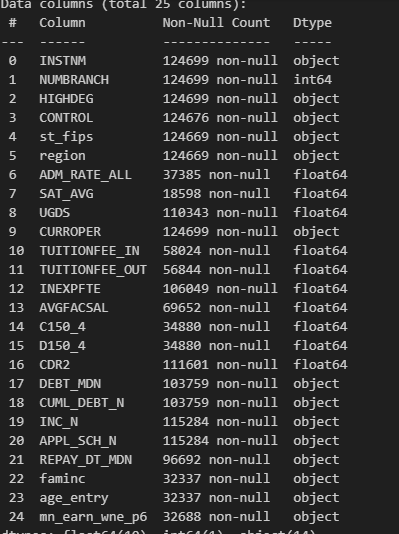 Data columns (total 25 columns):
 #   Column          Non-Null Count   Dtype
---  ------          --------------   -----
 0   INSTNM          124699 non-null  object
 1   NUMBRANCH       124699 non-null  int64
 2   HIGHDEG         124699 non-null  object
 3   CONTROL         124676 non-null  object
 4   st_fips         124669 non-null  object
 5   region          124669 non-null  object
 6   ADM_RATE_ALL    37385 non-null   float64
 7   SAT_AVG         18598 non-null   float64
 8   UGDS            110343 non-null  float64
 9   CURROPER        124699 non-null  object
 10  TUITIONFEE_IN   58024 non-null   float64
 11  TUITIONFEE_OUT  56844 non-null   float64
 12  INEXPFTE        106049 non-null  float64
 13  AVGFACSAL       69652 non-null   float64
 14  C150_4          34880 non-null   float64
 15  D150_4          34880 non-null   float64
 16  CDR2            111601 non-null  float64
 17  DEBT_MDN        103759 non-null  object
 18  CUML_DEBT_N     103759 non-null  object
 19  INC_N           115284 non-null  object
 20  APPL_SCH_N      115284 non-null  object
 21  REPAY_DT_MDN    96692 non-null   object
 22  faminc          32337 non-null   object
 23  age_entry       32337 non-null   object
 24  mn_earn_wne_p6  32688 non-null   object
dtypes: float64(10), int64(1), object(14)